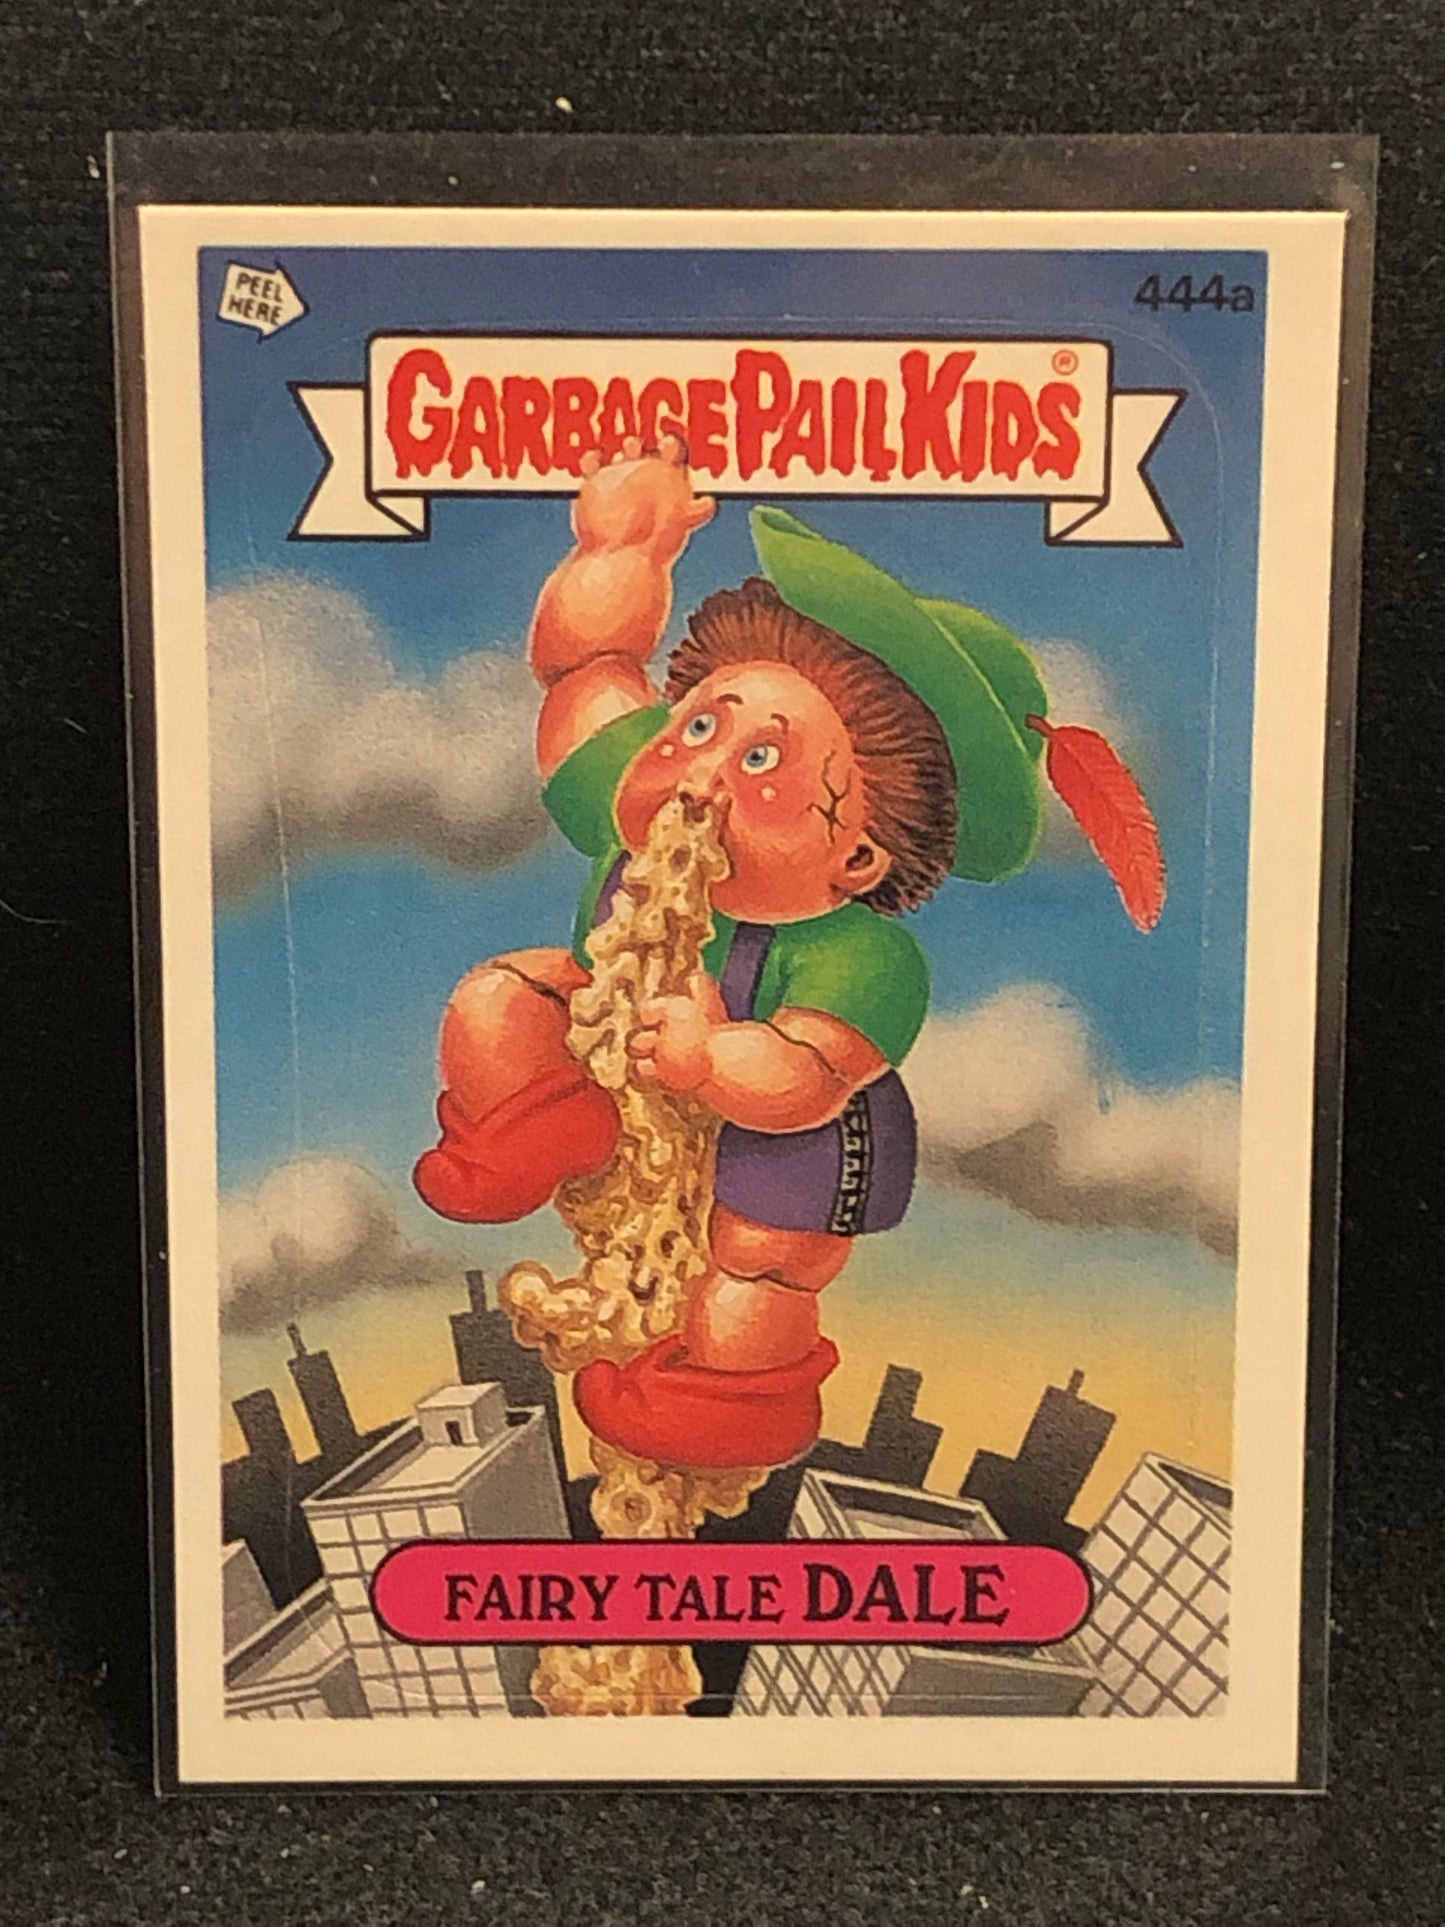 PEEL
HERE
444a
GARBAGE PAIL KIDS®
FAIRY TALE DALE